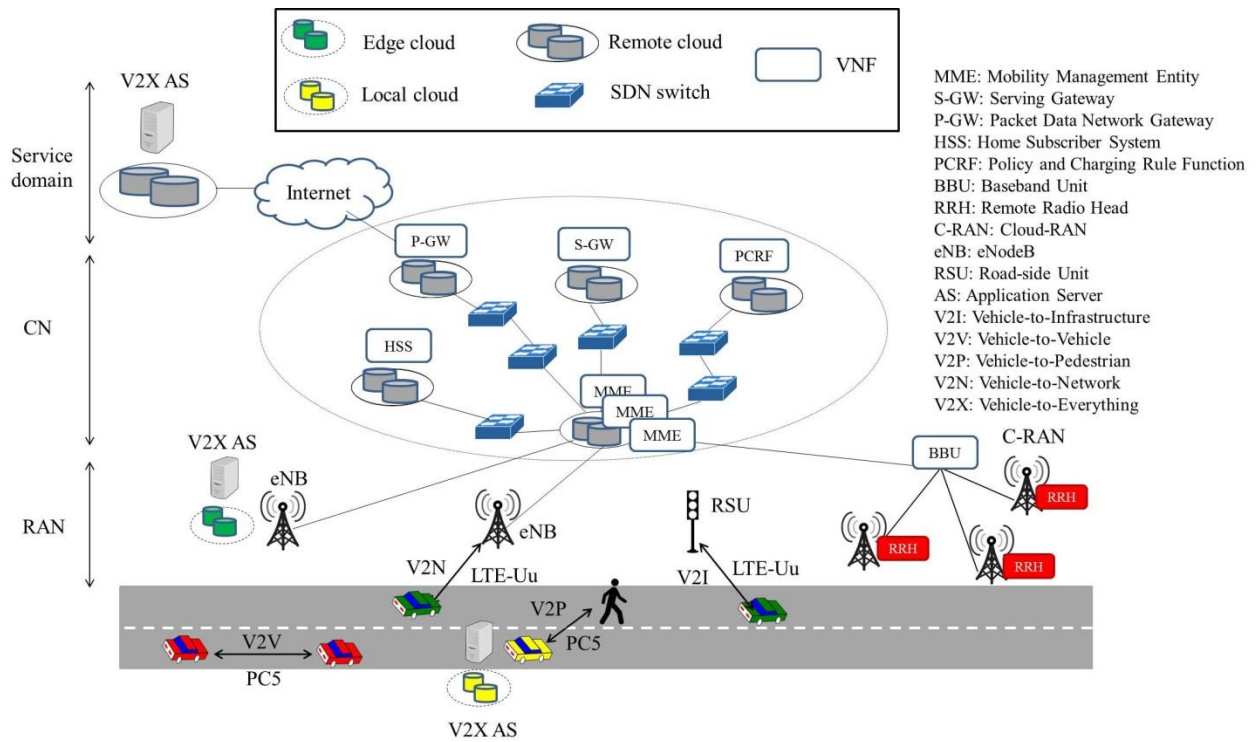 Edge cloud
Remote cloud
VNF
Local cloud
SDN switch
V2X AS
Service
domain
Internet
MME: Mobility Management Entity
S-GW: Serving Gateway
P-GW: Packet Data Network Gateway
HSS: Home Subscriber System
PCRF: Policy and Charging Rule Function
BBU: Baseband Unit
RRH: Remote Radio Head
C-RAN: Cloud-RAN
eNB: eNodeB
RSU: Road-side Unit
AS: Application Server
V2I: Vehicle-to-Infrastructure
V2V: Vehicle-to-Vehicle
V2P: Vehicle-to-Pedestrian
V2N: Vehicle-to-Network
V2X: Vehicle-to-Everything
P-GW
S-GW
PCRF
CN
HSS
MME
MME
MME
V2X AS
eNB
BBU
C-RAN
RRH
RAN
eNB
RSU
RRH
RRH
V2N
LTE-Uu
V2I
LTE-Uu
V2P
PC5
V2V
PC5
V2X AS